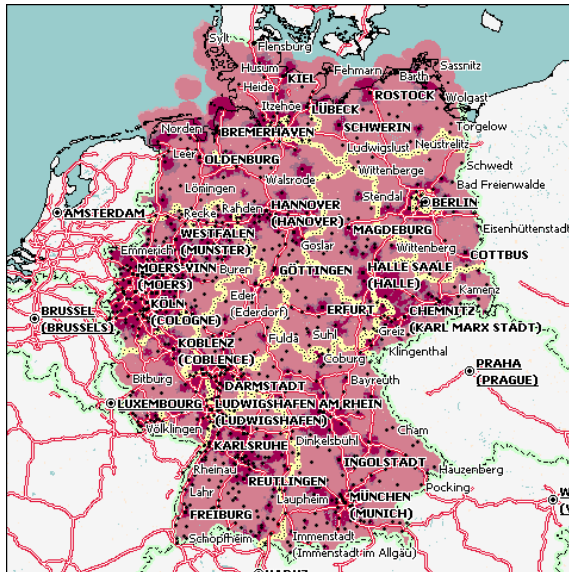 Sylt
Flensburg
Husum
KIEL
Fehmarn
Sassnitz
Heide
Barth
ROSTOCK
Itzehoe
LÜBECK
Wolgast
Norden
BREMERHAVEN
SCHWERIN
Torgelow
Ludwigslust
Neustrelitz
Leer
OLDENBURG
Schwedt
Walsrode
Wittenberge
Löningen
Bad Freienwalde
Stendal
BERLIN
AMSTERDAM
Recke
Rahden
HANNOVER
(HANOVER)
WESTFALEN
(MUNSTER)
MAGDEBURG
Eisenhüttenstadt
Emmerich
Goslar
Wittenberg
COTTBUS
MOERS-VINN
(MOERS)
Buren
GÖTTINGEN
HALLE SAALE
(HALLE)
Kamenz
KÖLN
(COLOGNE)
Eder
(Ederdorf)
ERFURT
CHEMNITZ
(KARL MARX STADT)
BRUSSEL
(BRUSSELS)
KOBLENZ
(COBLENCE)
Fulda
Suhl
Greiz
Klingenthal
Coburg
PRAHA
(PRAGUE)
Bitburg
DARMSTADT
Bayreuth
LUXEMBOURG
LUDWIGSHAFEN AM RHEIN
(LUDWIGSHAFEN)
Völklingen
Dinkelsbühl
Cham
KARLSRUHE
INGOLSTADT
Rheinau
Hauzenberg
REUTLINGEN
Pocking
Lahr
Laupheim
MÜNCHEN
(MUNICH)
FREIBURG
Schopfheim
Immenstadt
(Immenstadt im Allgäu)